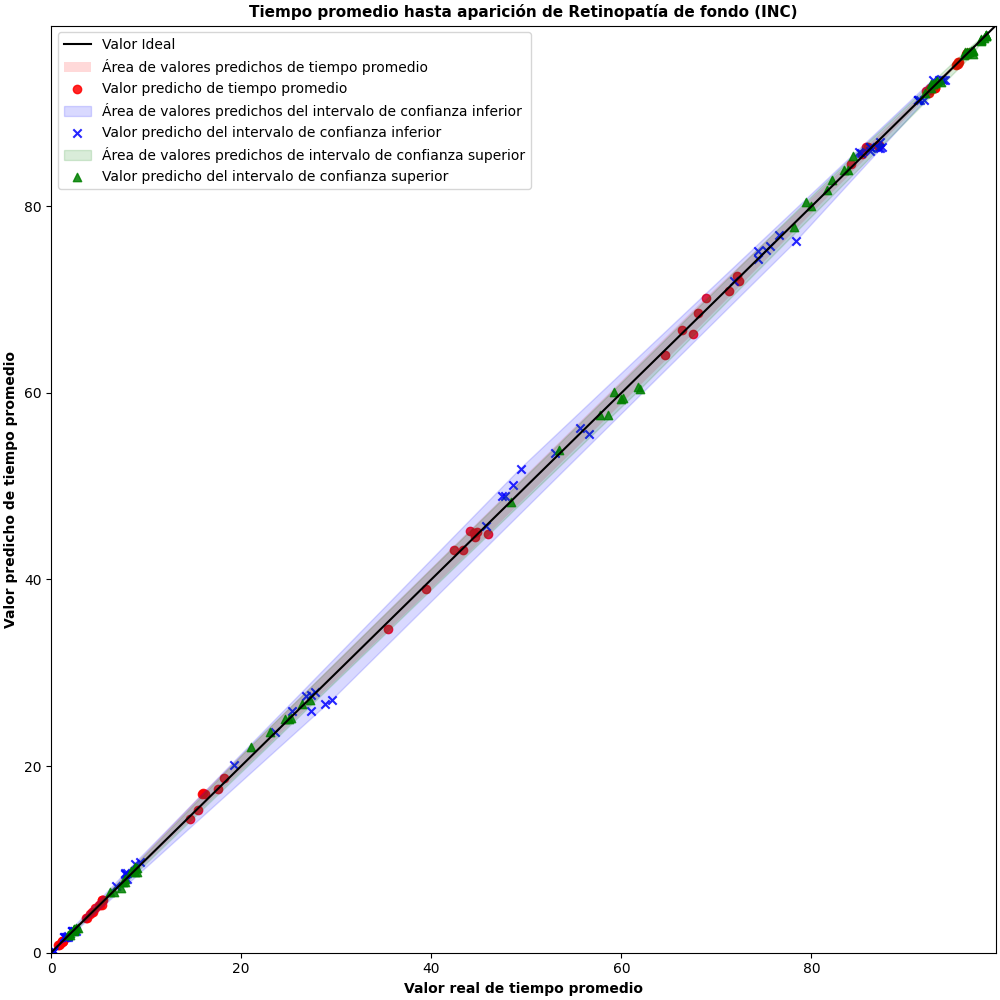 Tiempo promedio hasta aparición de Retinopatía de fondo (INC)
Valor Ideal
Área de valores predichos de tiempo promedio
Valor predicho de tiempo promedio
Área de valores predichos del intervalo de confianza inferior
Valor predicho del intervalo de confianza inferior
Área de valores predichos de intervalo de confianza superior
Valor predicho del intervalo de confianza superior
Valor predicho de tiempo promedio
80
60
40
20
0
0 20 40 60 80
Valor real de tiempo promedio